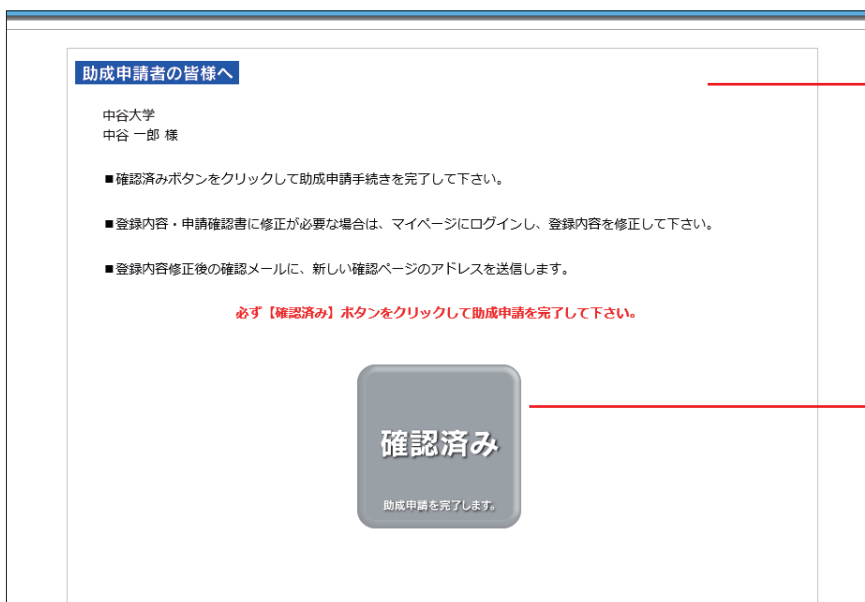 助成申請者の皆様へ
中谷大学
中谷 一郎 様
■確認済みボタンをクリックして助成申請手続きを完了して下さい。
■登録内容・申請確認書に修正が必要な場合は、マイページにログインし、登録内容を修正して下さい。
■登録内容修正後の確認メールに、新しい確認ページのアドレスを送信します。
必ず【確認済み】ボタンをクリックして助成申請を完了して下さい。
確認済み
助成申請を完了します。